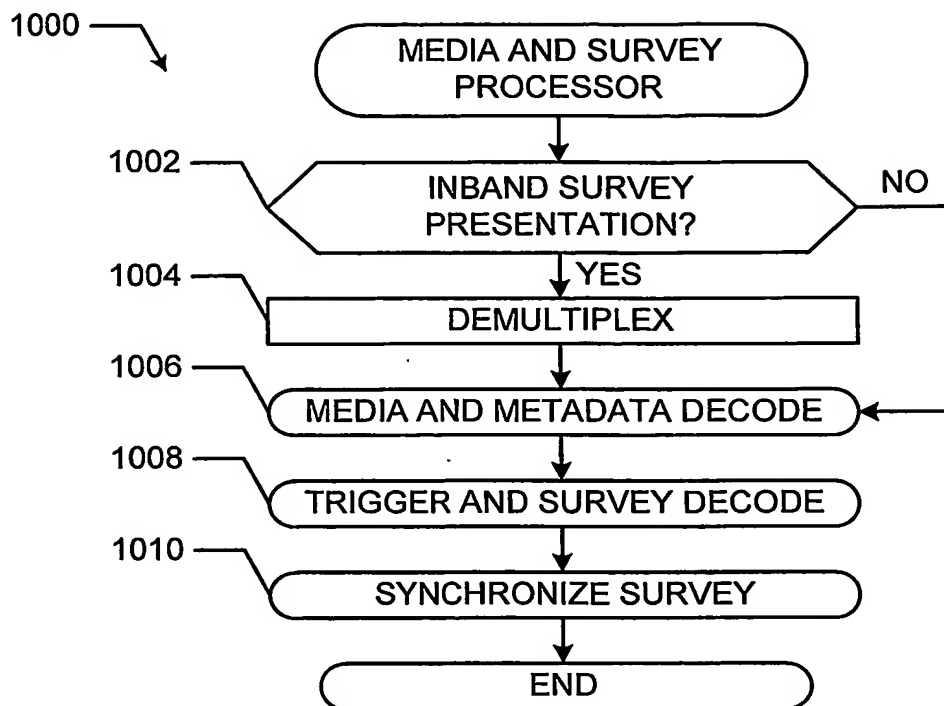 1000
MEDIA AND SURVEY
PROCESSOR
1002
INBAND SURVEY
PRESENTATION?
NO
YES
1004
DEMULTIPLEX
1006
MEDIA AND METADATA DECODE
1008
TRIGGER AND SURVEY DECODE
1010
SYNCHRONIZE SURVEY
END